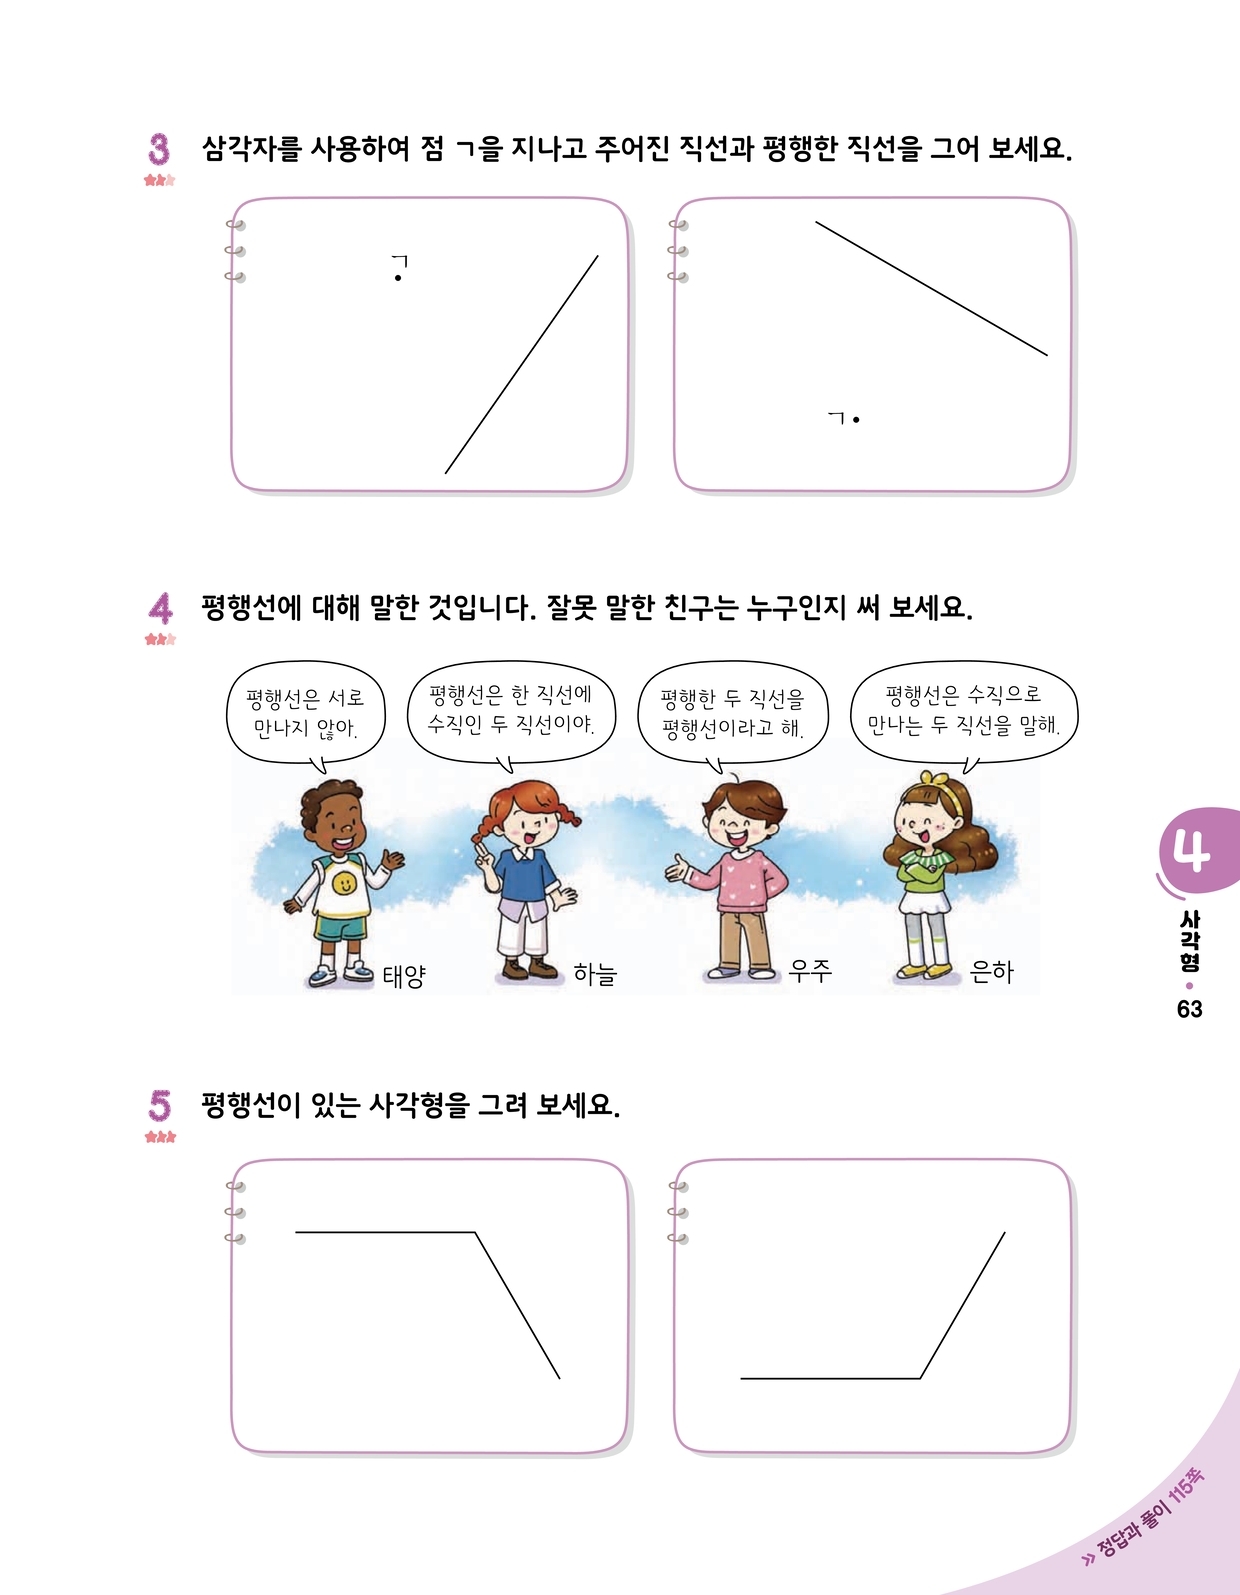 3 삼각자를 사용하여 점 ㄱ을 지나고 주어진 직선과 평행한 직선을 그어 보세요.
ㄱ
ㄱ
4 평행선에 대해 말한 것입니다. 잘못 말한 친구는 누구인지 써 보세요.
평행선은 서로
만나지 않아.
평행선은 한 직선에
수직인 두 직선이야.
평행한 두 직선을
평행선이라고 해.
평행선은 수직으로
만나는 두 직선을 말해.
태양
하늘
우주
은하
4
사각형
63
5 평행선이 있는 사각형을 그려 보세요.
» 정답과 풀이 115쪽